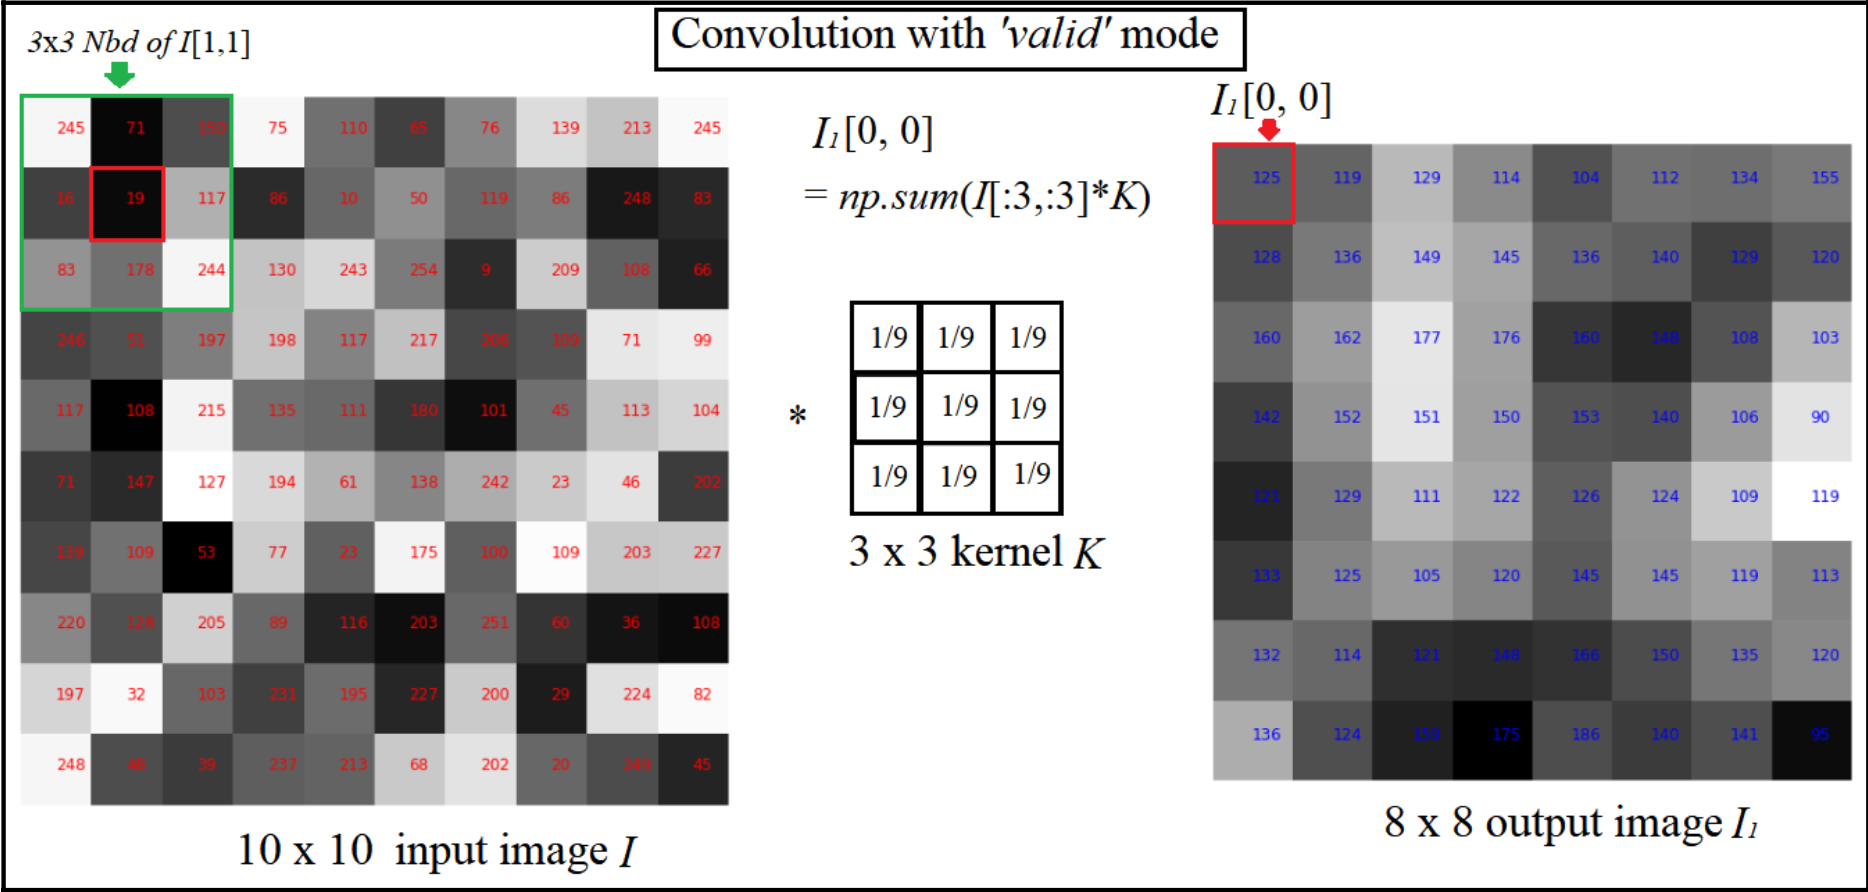 Convolution with 'valid' mode
3x3 Nbd of I[1,1]
245 71 150 75 110 65 76 139 213 245
16 19 117 86 10 50 119 86 248 83
83 178 244 130 243 254 9 209 108 66
246 51 197 198 117 217 206 109 71 99
117 108 215 135 111 180 101 45 113 104
71 147 127 194 61 138 242 23 46 202
139 109 53 77 23 175 100 109 203 227
220 128 205 89 116 203 251 60 36 108
197 32 103 231 195 227 200 29 224 82
248 48 39 237 213 68 202 20 249 45
10 x 10 input image I
I1[0, 0]
= np.sum(I[:3,:3]*K)
*
1/9 1/9 1/9
1/9 1/9 1/9
1/9 1/9 1/9
3 x 3 kernel K
I1[0, 0]
125 119 129 114 104 112 134 155
128 136 149 145 136 140 129 120
160 162 177 176 160 148 108 103
142 152 151 150 153 140 106 90
121 129 111 122 126 124 109 119
133 125 105 120 145 145 119 113
132 114 121 148 166 150 135 120
136 124 159 175 186 140 141 95
8 x 8 output image I1